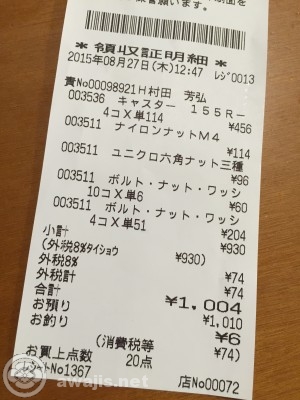 願います。
*領収証明細*
2015年08月27日(木)12:47 レジ0013
責No00098921H村田 芳弘
003536 キャスター 155R-
4コX単114 ¥456
003511 ナイロンナットM4
¥114
003511 ユニクロ六角ナット三種
¥96
003511 ボルト・ナット・ワッシ
10コX単6 ¥60
003511 ボルト・ナット・ワッシ
4コX単51 ¥204
小計 ¥930
(外税8%タイショウ ¥930)
外税8% ¥74
外税計 ¥74
合計 ¥1,004
お預り ¥1,010
お釣り ¥6
(消費税等 ¥74)
お買上点数 20点
No1367 店No00072
awajis.net